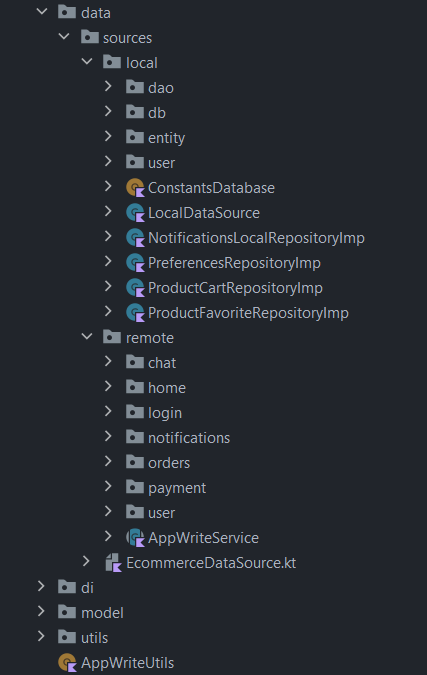 data
sources
local
dao
db
entity
user
ConstantsDatabase
LocalDataSource
NotificationsLocalRepositoryImp
PreferencesRepositoryImp
ProductCartRepositoryImp
ProductFavoriteRepositoryImp
remote
chat
home
login
notifications
orders
payment
user
AppWriteService
EcommerceDataSource.kt
di
model
utils
AppWriteUtils